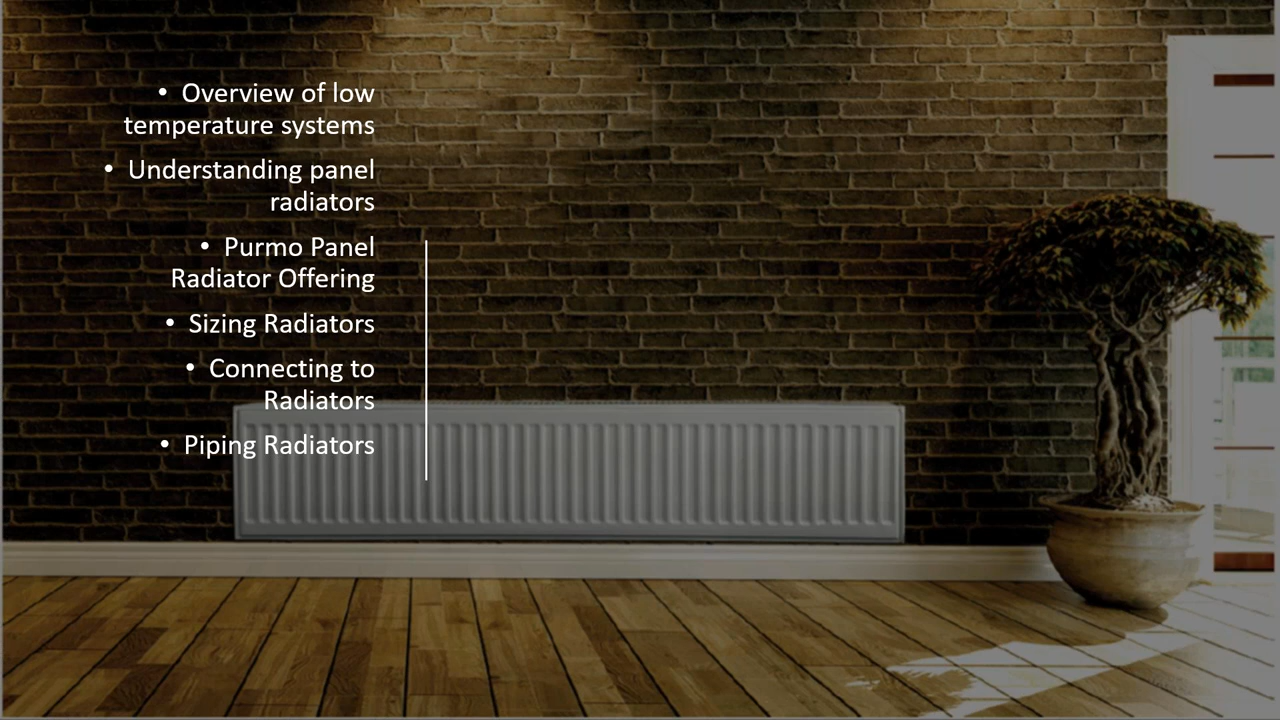 • Overview of low
temperature systems
• Understanding panel
radiators
• Purmo Panel
Radiator Offering
• Sizing Radiators
• Connecting to
Radiators
• Piping Radiators